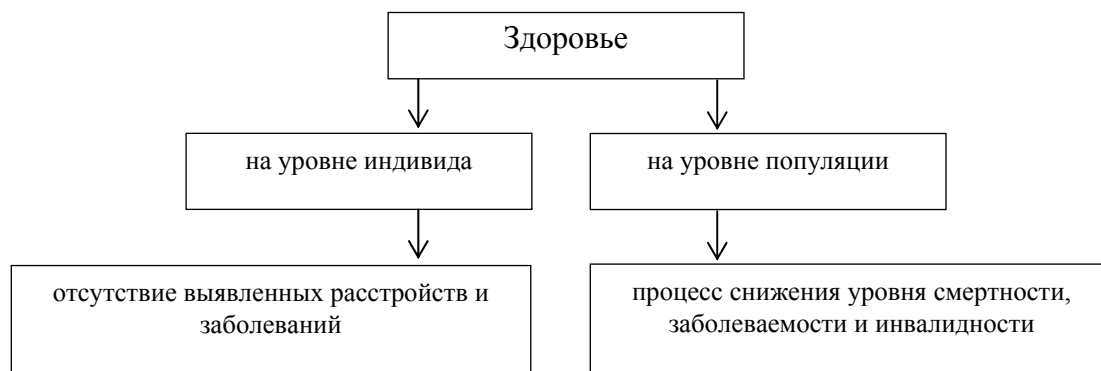 Здоровье
на уровне индивида
на уровне популяции
отсутствие выявленных расстройств и
заболеваний
процесс снижения уровня смертности,
заболеваемости и инвалидности